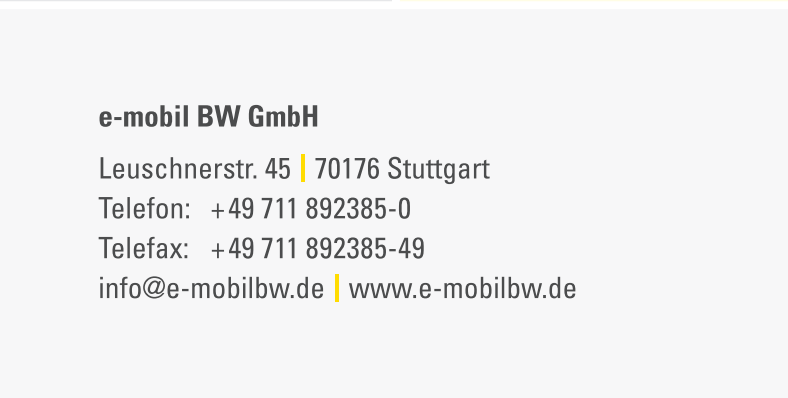 e-mobil BW GmbH
Leuschnerstr. 45 | 70176 Stuttgart
Telefon: +49 711 892385-0
Telefax: +49 711 892385-49
info@e-mobilbw.de | www.e-mobilbw.de